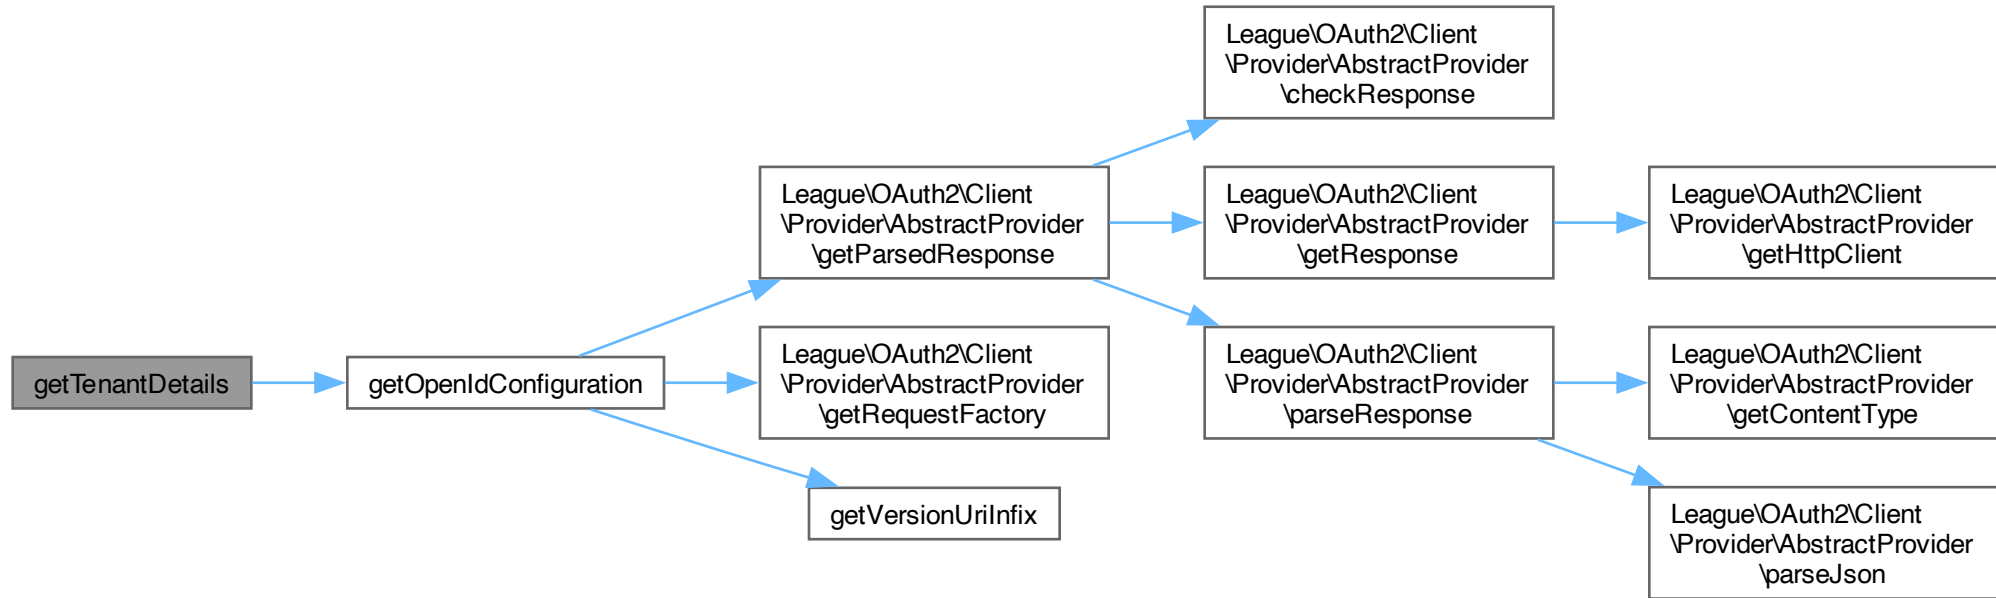 getTenantDetails
getOpenIdConfiguration
League\OAuth2\Client
\Provider\AbstractProvider
\getParsedResponse
League\OAuth2\Client
\Provider\AbstractProvider
\getRequestFactory
getVersionUriInfix
League\OAuth2\Client
\Provider\AbstractProvider
\checkResponse
League\OAuth2\Client
\Provider\AbstractProvider
\getResponse
League\OAuth2\Client
\Provider\AbstractProvider
\parseResponse
League\OAuth2\Client
\Provider\AbstractProvider
\getHttpClient
League\OAuth2\Client
\Provider\AbstractProvider
\getContentType
League\OAuth2\Client
\Provider\AbstractProvider
\parseJson